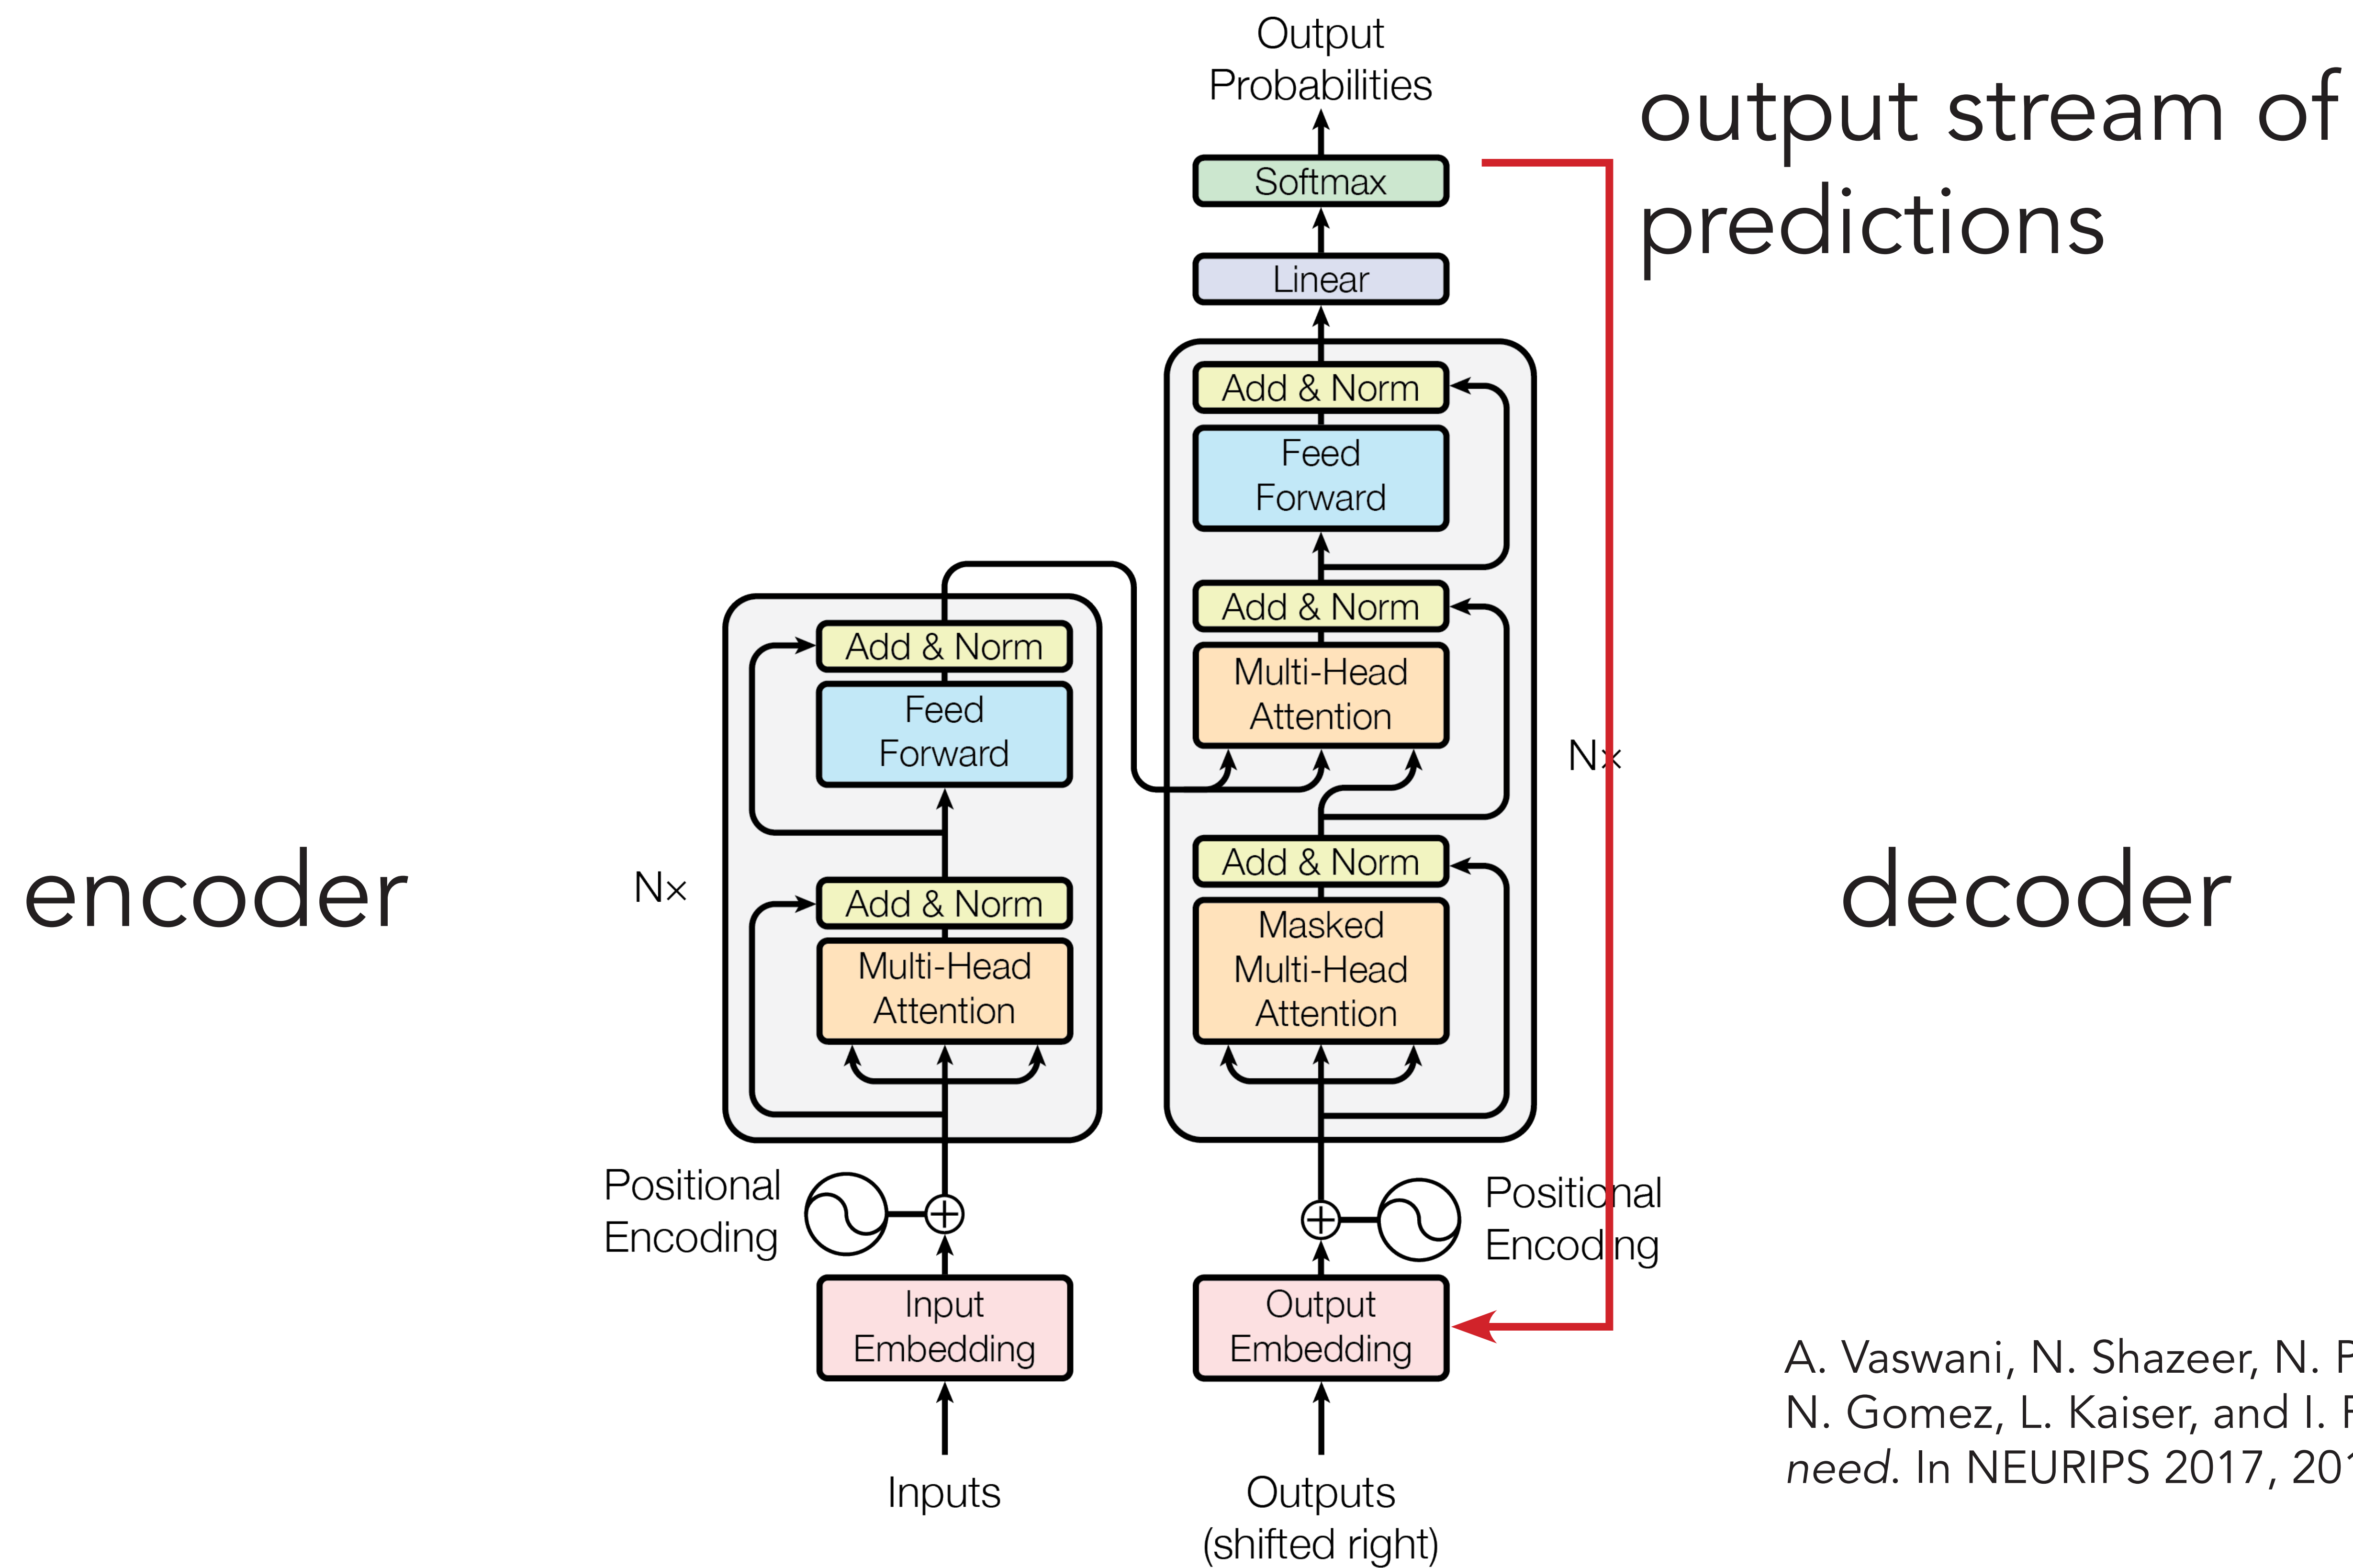 Output
Probabilities
output stream of
predictions
Softmax
Linear
Add & Norm
Feed
Forward
Add & Norm
Multi-Head
Attention
Nx
Add & Norm
Masked
Multi-Head
Attention
decoder
encoder
Nx
Add & Norm
Feed
Forward
Add & Norm
Multi-Head
Attention
Positional
Encoding
Positional
Encoding
Input
Embedding
Output
Embedding
Inputs
Outputs
(shifted right)
A. Vaswani, N. Shazeer, N. P
N. Gomez, L. Kaiser, and I.
need. In NEURIPS 2017, 201